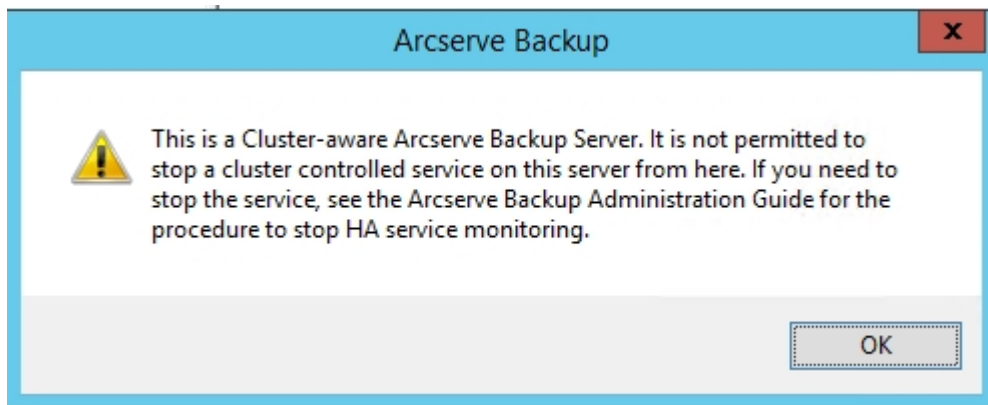 Arcserve Backup
x
This is a Cluster-aware Arcserve Backup Server. It is not permitted to
stop a cluster controlled service on this server from here. If you need to
stop the service, see the Arcserve Backup Administration Guide for the
procedure to stop HA service monitoring.
OK